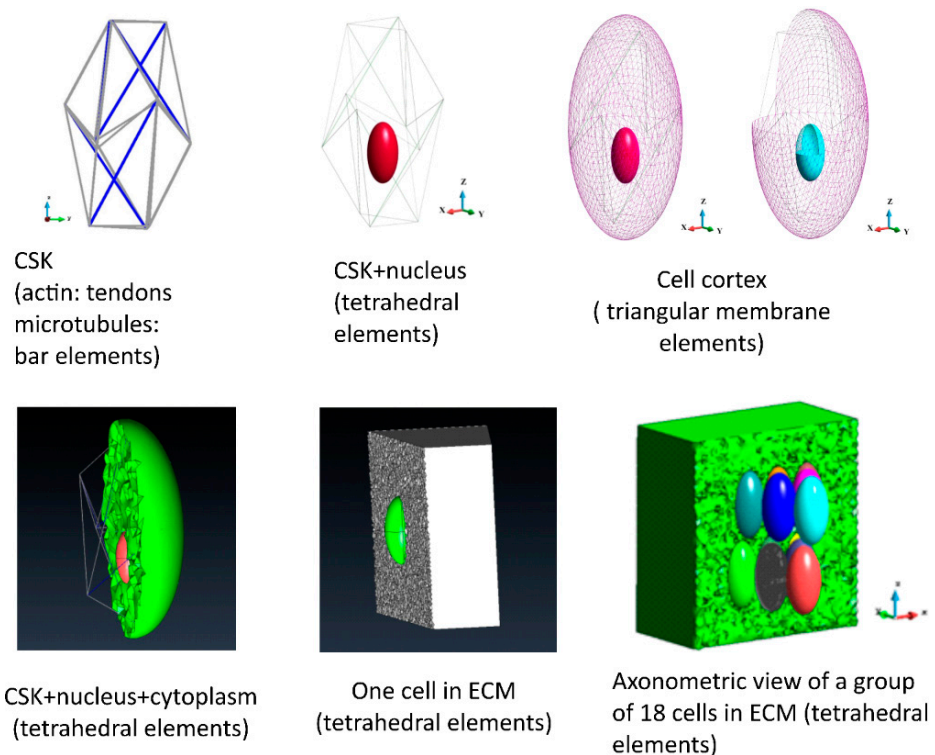 CSK
(actin: tendons
microtubules:
bar elements)
z
y
CSK+nucleus
(tetrahedral
elements)
Z
X
Y
Cell cortex
( triangular membrane
elements)
Z
X
Y
Z
X
Y
CSK+nucleus+cytoplasm
(tetrahedral elements)
One cell in ECM
(tetrahedral elements)
Axonometric view of a group
of 18 cells in ECM (tetrahedral
elements)